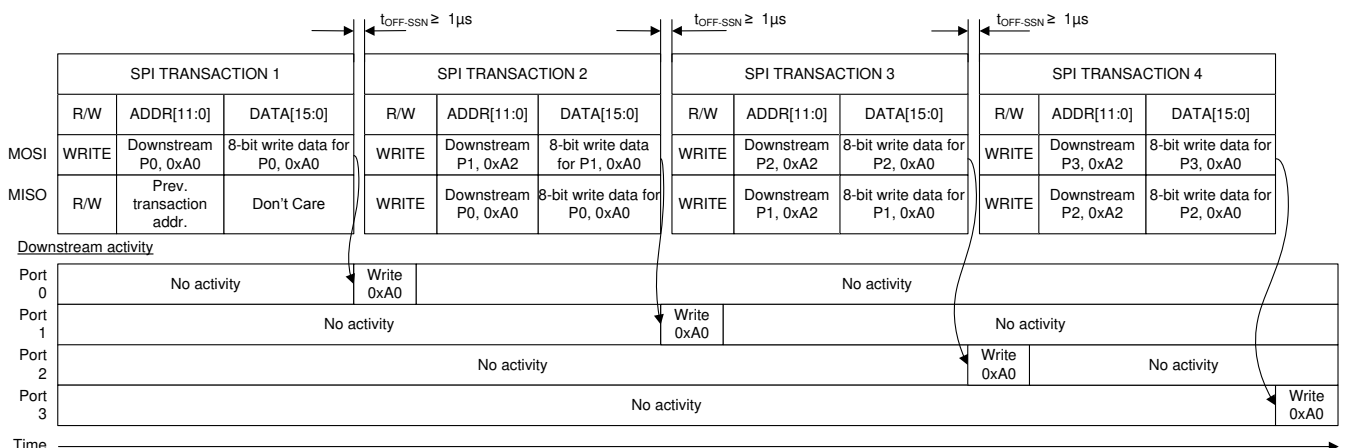 tOFF-SSN ≥ 1µs tOFF-SSN ≥ 1µs tOFF-SSN ≥ 1µs
SPI TRANSACTION 1 SPI TRANSACTION 2 SPI TRANSACTION 3 SPI TRANSACTION 4
R/W ADDR[11:0] DATA[15:0] R/W ADDR[11:0] DATA[15:0] R/W ADDR[11:0] DATA[15:0] R/W ADDR[11:0] DATA[15:0]
MOSI WRITE Downstream P0, 0xA0 8-bit write data for P0, 0xA0 WRITE Downstream P1, 0xA2 8-bit write data for P1, 0xA0 WRITE Downstream P2, 0xA2 8-bit write data for P2, 0xA0 WRITE Downstream P3, 0xA2 8-bit write data for P3, 0xA0
MISO R/W Prev. transaction addr. Don't Care WRITE Downstream P0, 0xA0 8-bit write data for P0, 0xA0 WRITE Downstream P1, 0xA2 8-bit write data for P1, 0xA0 WRITE Downstream P2, 0xA2 8-bit write data for P2, 0xA0
Downstream activity
Port 0 No activity Write 0xA0 No activity
Port 1 No activity Write 0xA0 No activity
Port 2 No activity Write 0xA0 No activity
Port 3 No activity Write 0xA0
Time